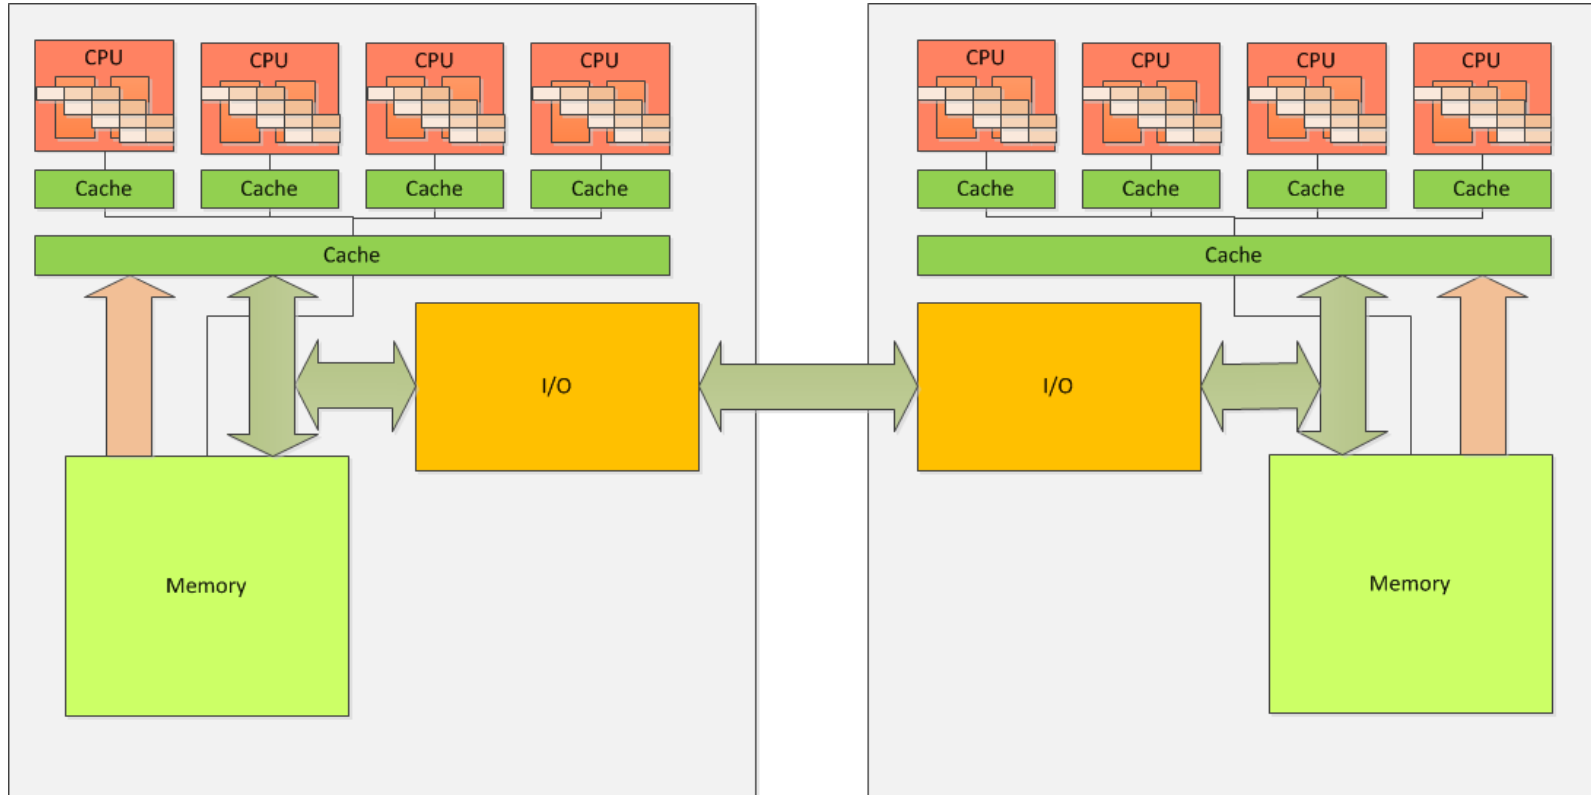 CPU CPU CPU CPU CPU CPU CPU CPU
Cache Cache Cache Cache Cache Cache Cache Cache
Cache Cache
I/O I/O
Memory Memory